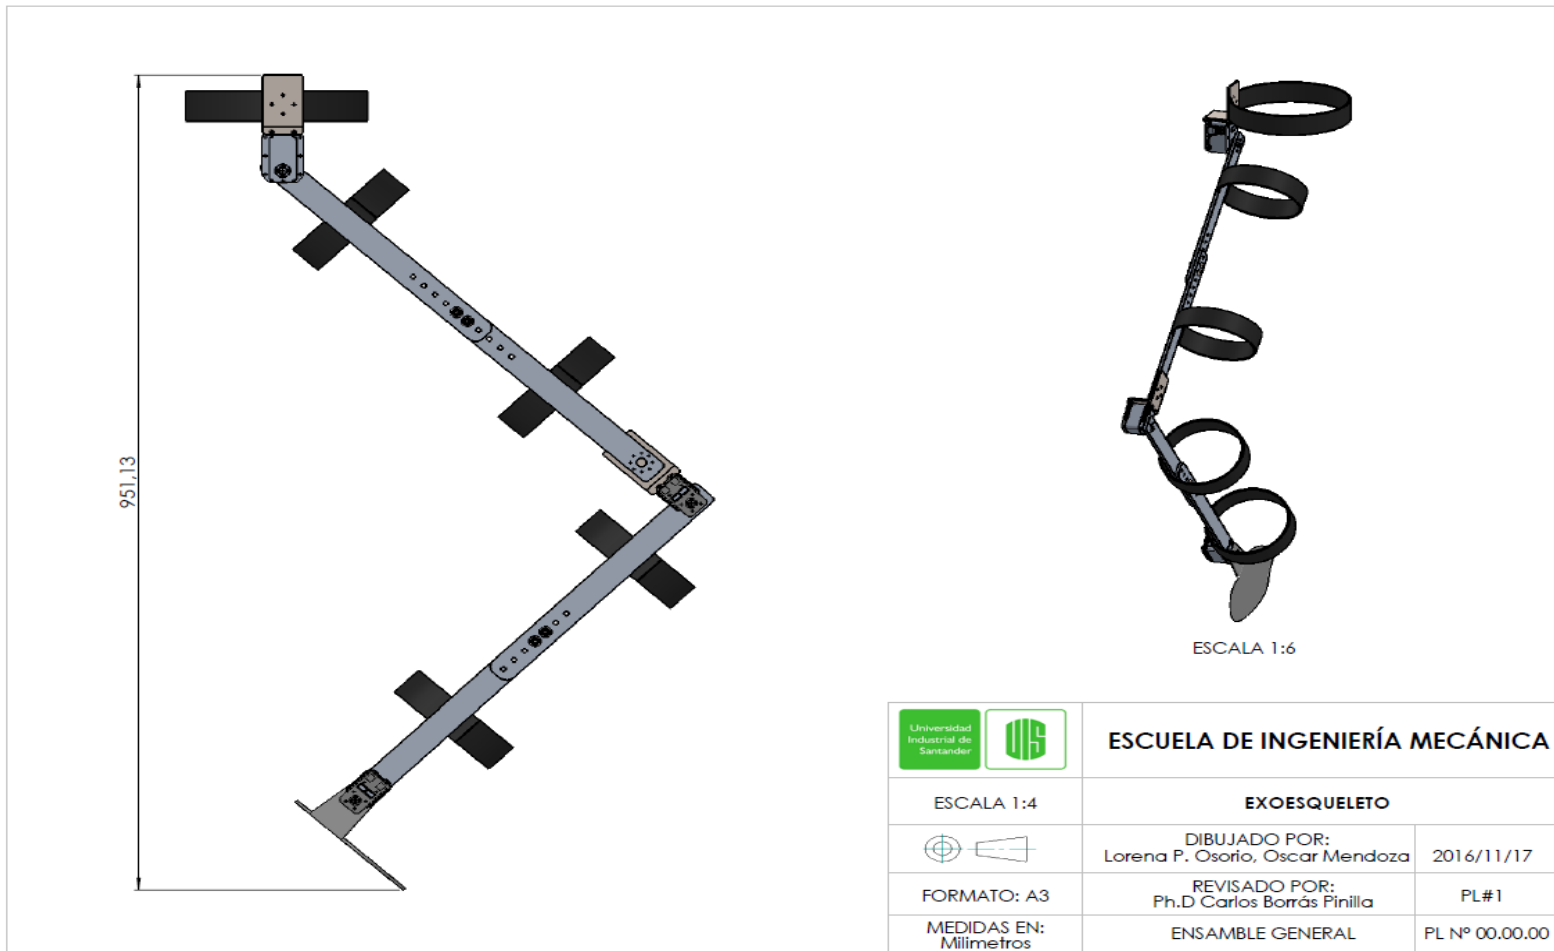 951,13
ESCALA 1:6
Universidad
Industrial de
Santander
UIS
ESCUELA DE INGENIERÍA MECÁNICA
ESCALA 1:4
EXOESQUELETO
DIBUJADO POR:
Lorena P. Osorio, Oscar Mendoza
2016/11/17
FORMATO: A3
REVISADO POR:
Ph.D Carlos Borrás Pinilla
PL#1
MEDIDAS EN:
Milimetros
ENSAMBLE GENERAL
PL Nº 00.00.00